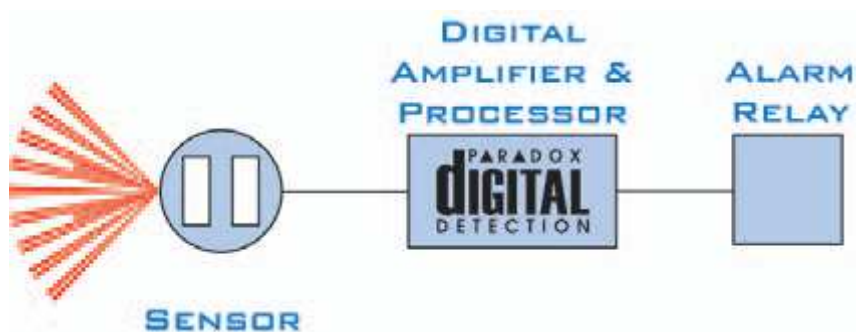 DIGITAL
AMPLIFIER &
PROCESSOR
ALARM
RELAY
PARADOX
dIGITAL
DETECTION
SENSOR